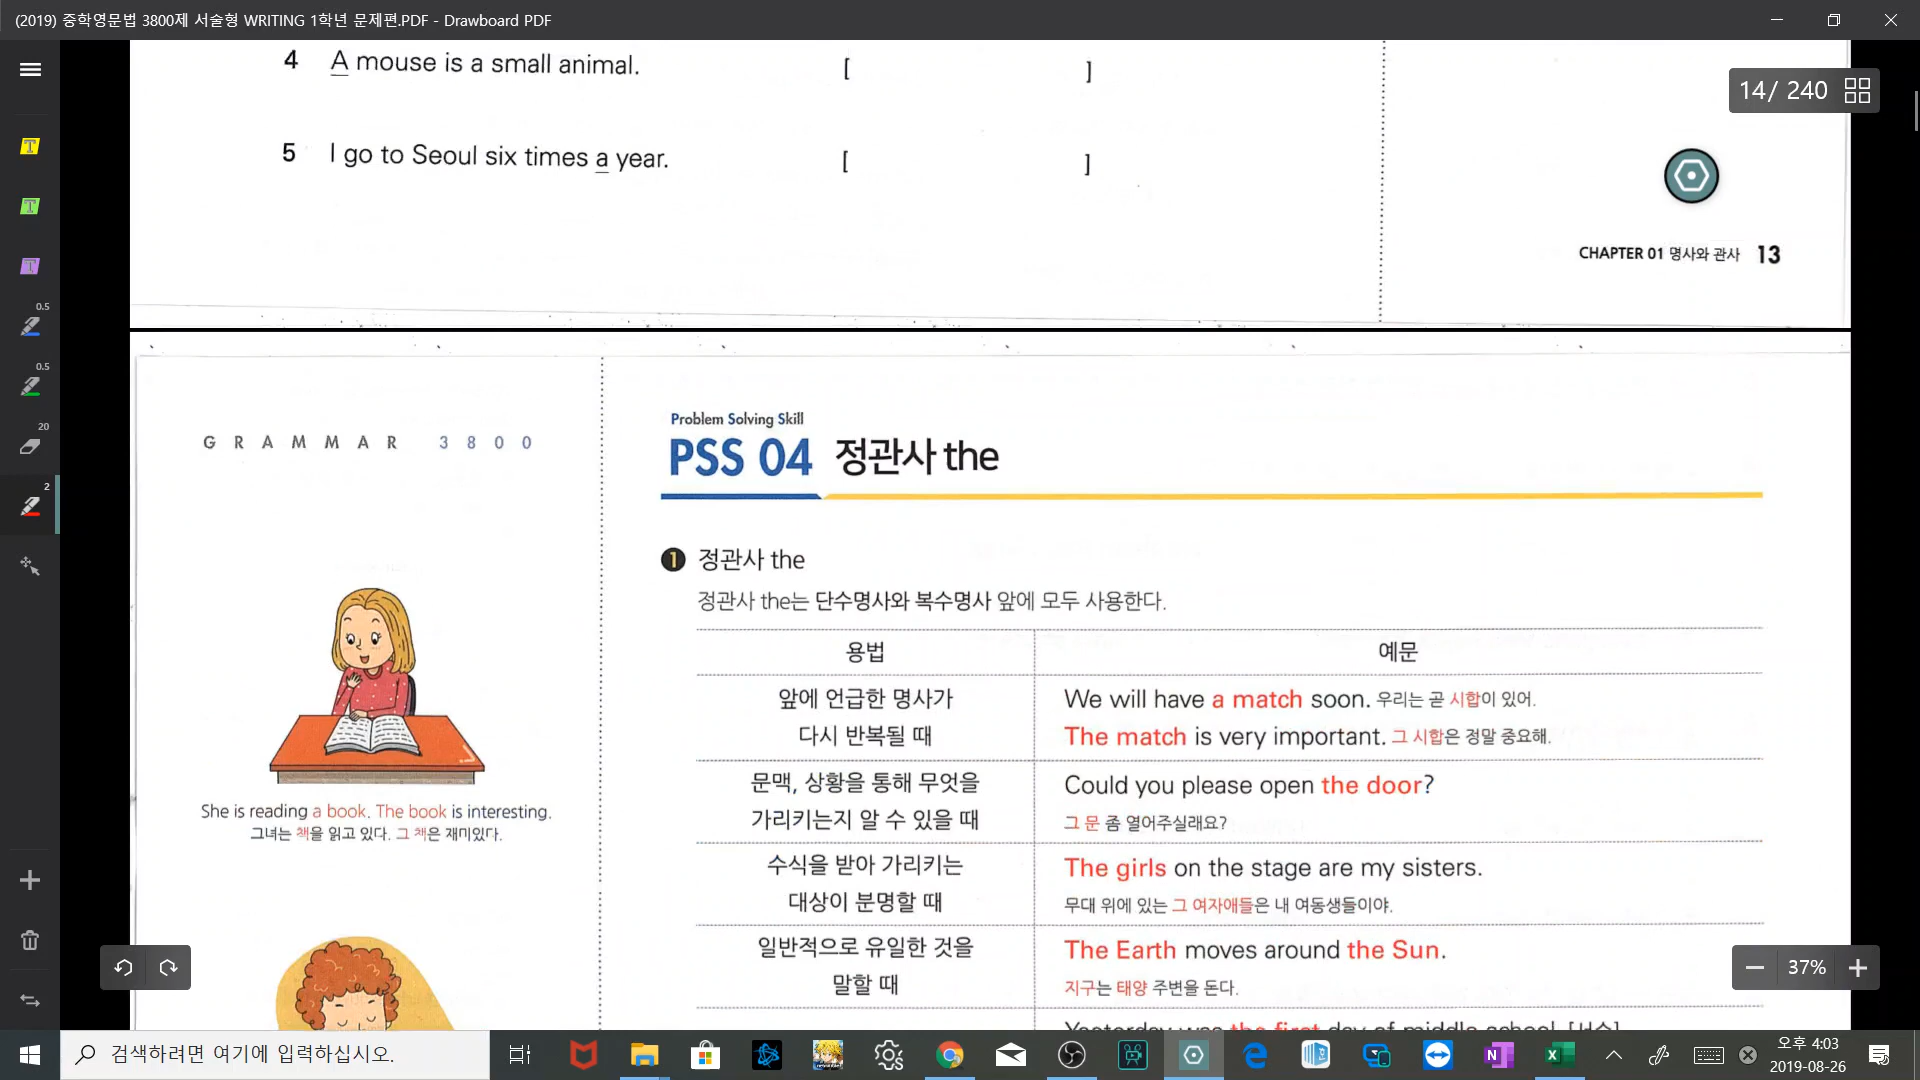 (2019) 중학영문법 3800제 서술형 WRITING 1학년 문제편.PDF - Drawboard PDF
4 A mouse is a small animal. [ ]
14/ 240
5 I go to Seoul six times a year. [ ]
CHAPTER 01 명사와 관사 13
0.5
0.5
20
2
GRAMMAR 3800
She is reading a book. The book is interesting.
그녀는 책을 읽고 있다. 그 책은 재미있다.
Problem Solving Skill
PSS 04 정관사 the
1 정관사 the
정관사 the는 단수명사와 복수명사 앞에 모두 사용한다.
용법 예문
앞에 언급한 명사가 We will have a match soon. 우리는 곧 시합이 있어.
다시 반복될 때 The match is very important. 그 시합은 정말 중요해.
문맥, 상황을 통해 무엇을 Could you please open the door?
가리키는지 알 수 있을 때 그 문 좀 열어주실래요?
수식을 받아 가리키는 The girls on the stage are my sisters.
대상이 분명할 때 무대 위에 있는 그 여자애들은 내 여동생들이야.
일반적으로 유일한 것을 The Earth moves around the Sun.
말할 때 지구는 태양 주변을 돈다.
Yesterday was the first day of middle school. [서수]
37%
검색하려면 여기에 입력하십시오.
오후 4:03
2019-08-26